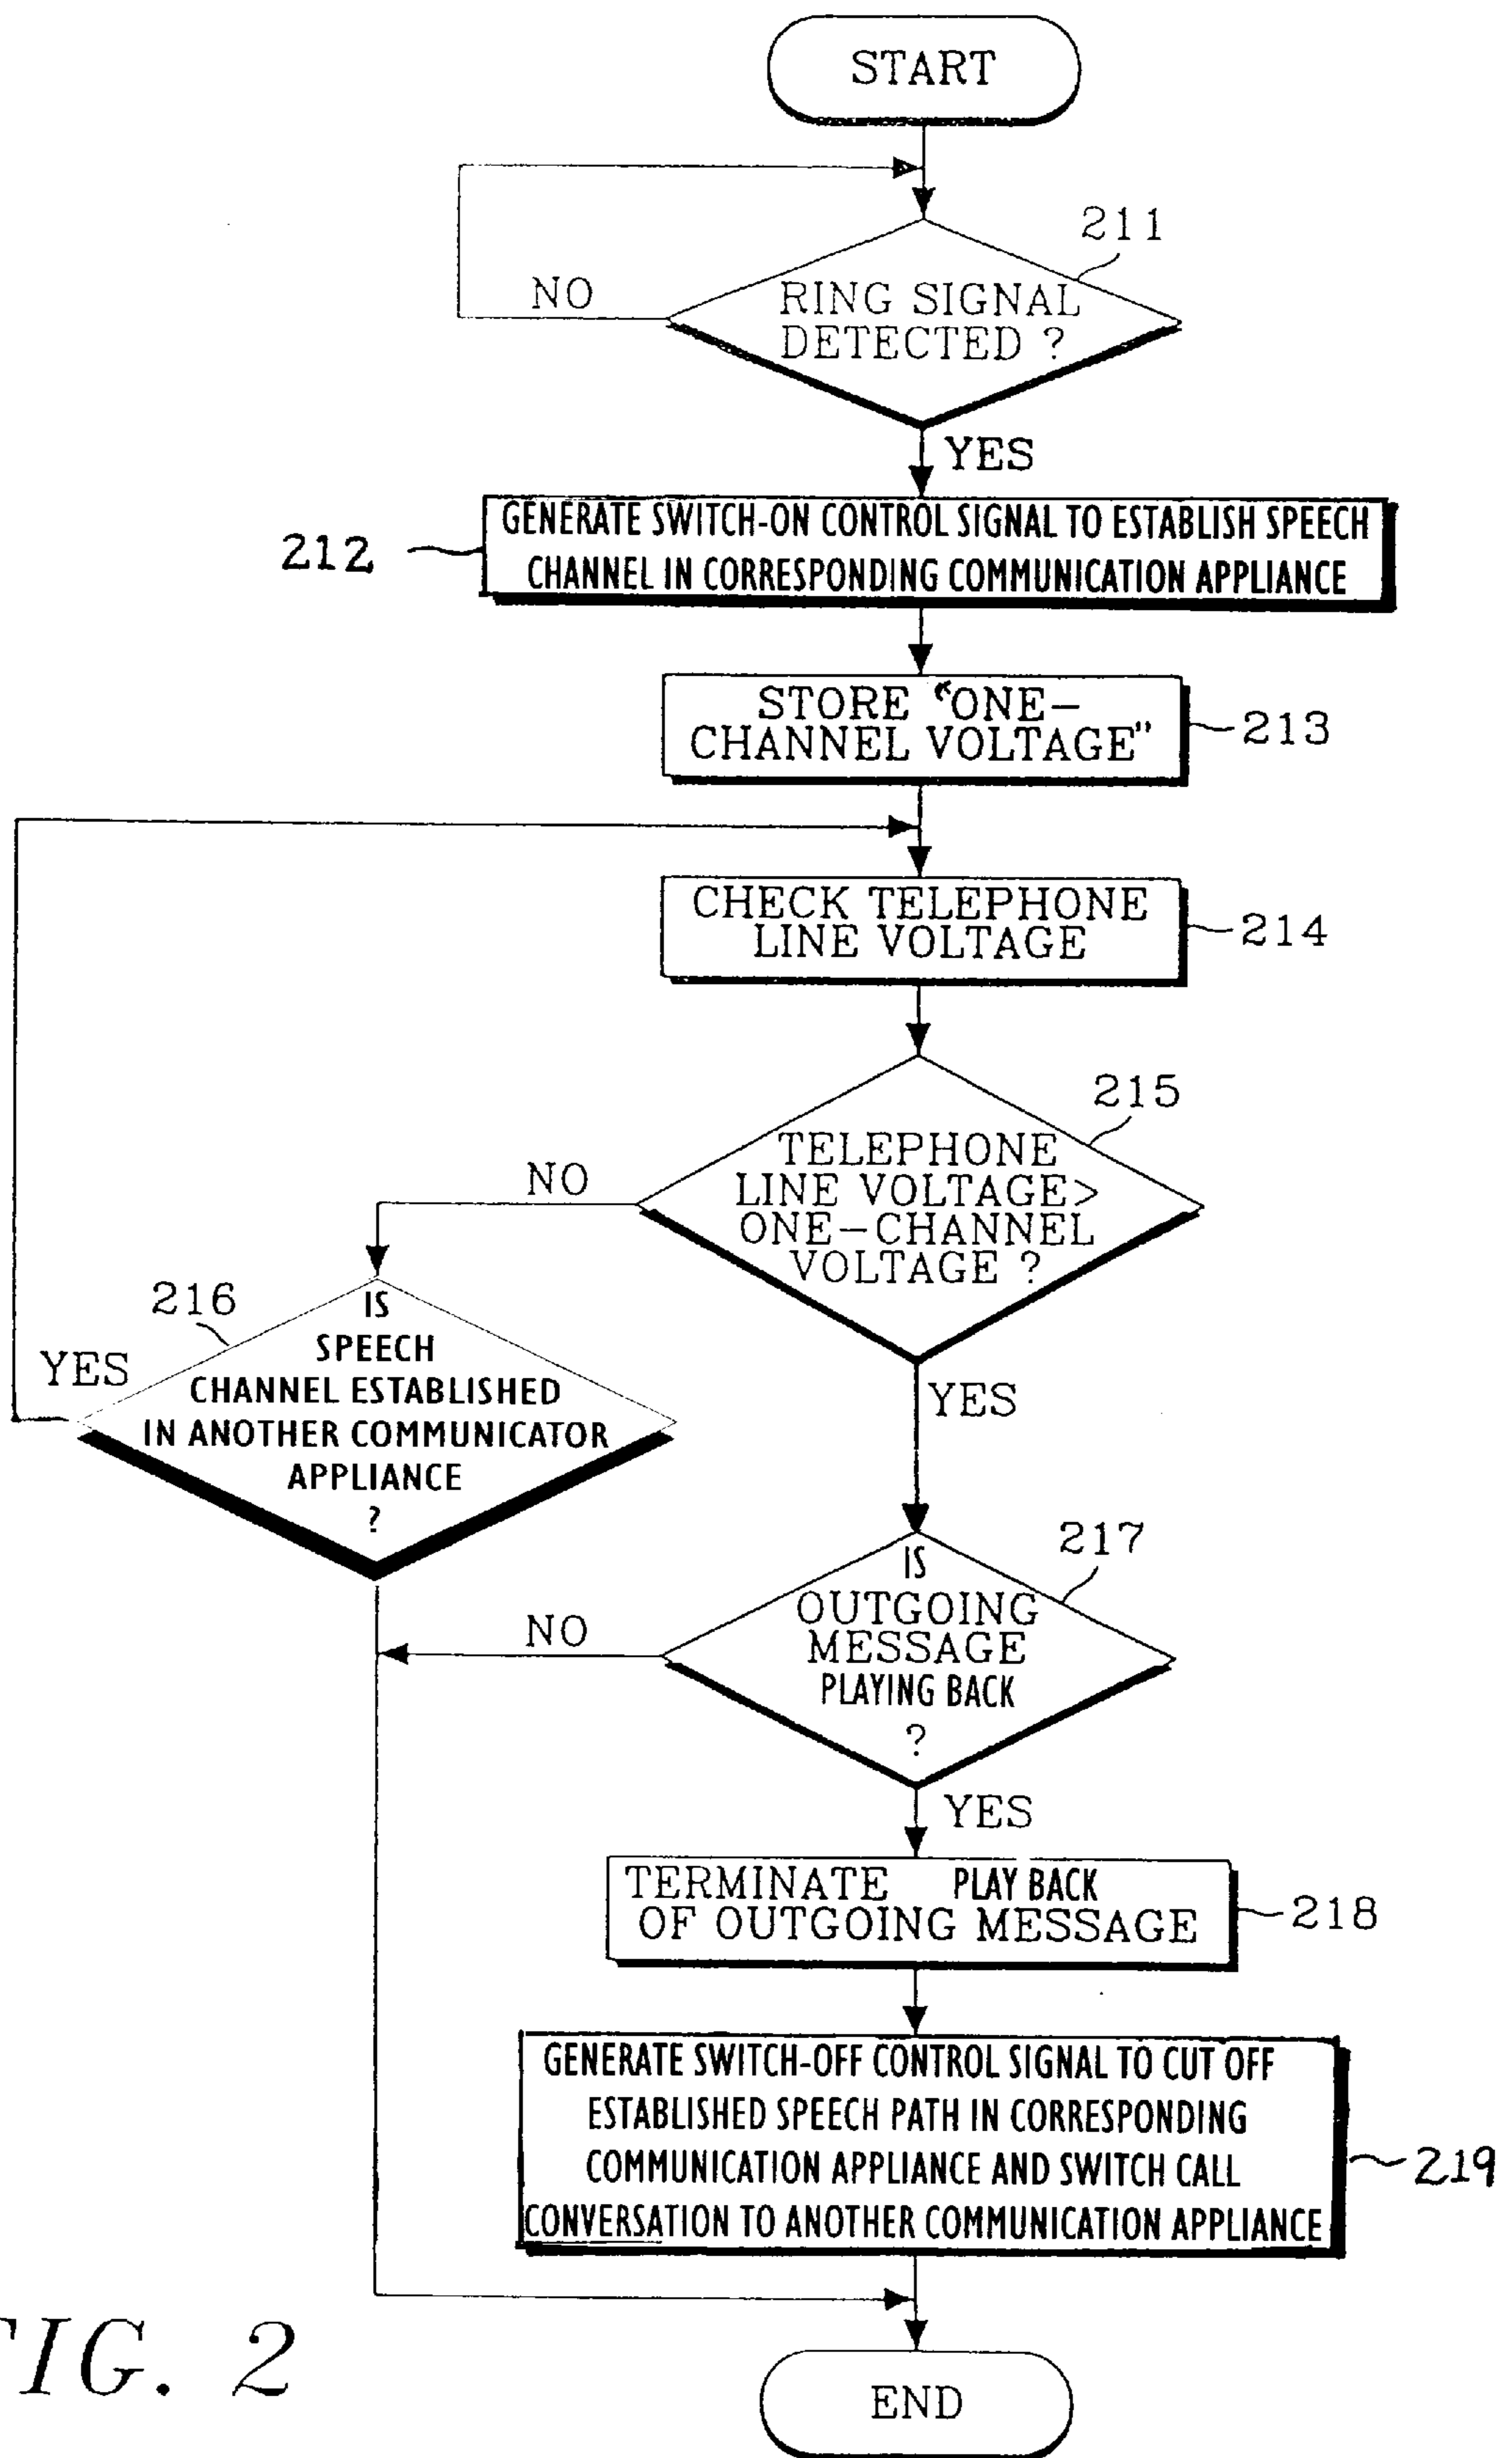 START
211
NO
RING SIGNAL
DETECTED ?
YES
212
GENERATE SWITCH-ON CONTROL SIGNAL TO ESTABLISH SPEECH
CHANNEL IN CORRESPONDING COMMUNICATION APPLIANCE
STORE “ONE-
CHANNEL VOLTAGE”
213
CHECK TELEPHONE
LINE VOLTAGE
214
215
NO
TELEPHONE
LINE VOLTAGE>
ONE-CHANNEL
VOLTAGE ?
216
YES
IS
SPEECH
CHANNEL ESTABLISHED
IN ANOTHER COMMUNICATOR
APPLIANCE
?
YES
217
NO
IS
OUTGOING
MESSAGE
PLAYING BACK
?
YES
TERMINATE PLAY BACK
OF OUTGOING MESSAGE
218
GENERATE SWITCH-OFF CONTROL SIGNAL TO CUT OFF
ESTABLISHED SPEECH PATH IN CORRESPONDING
COMMUNICATION APPLIANCE AND SWITCH CALL
CONVERSATION TO ANOTHER COMMUNICATION APPLIANCE
219
FIG. 2
END